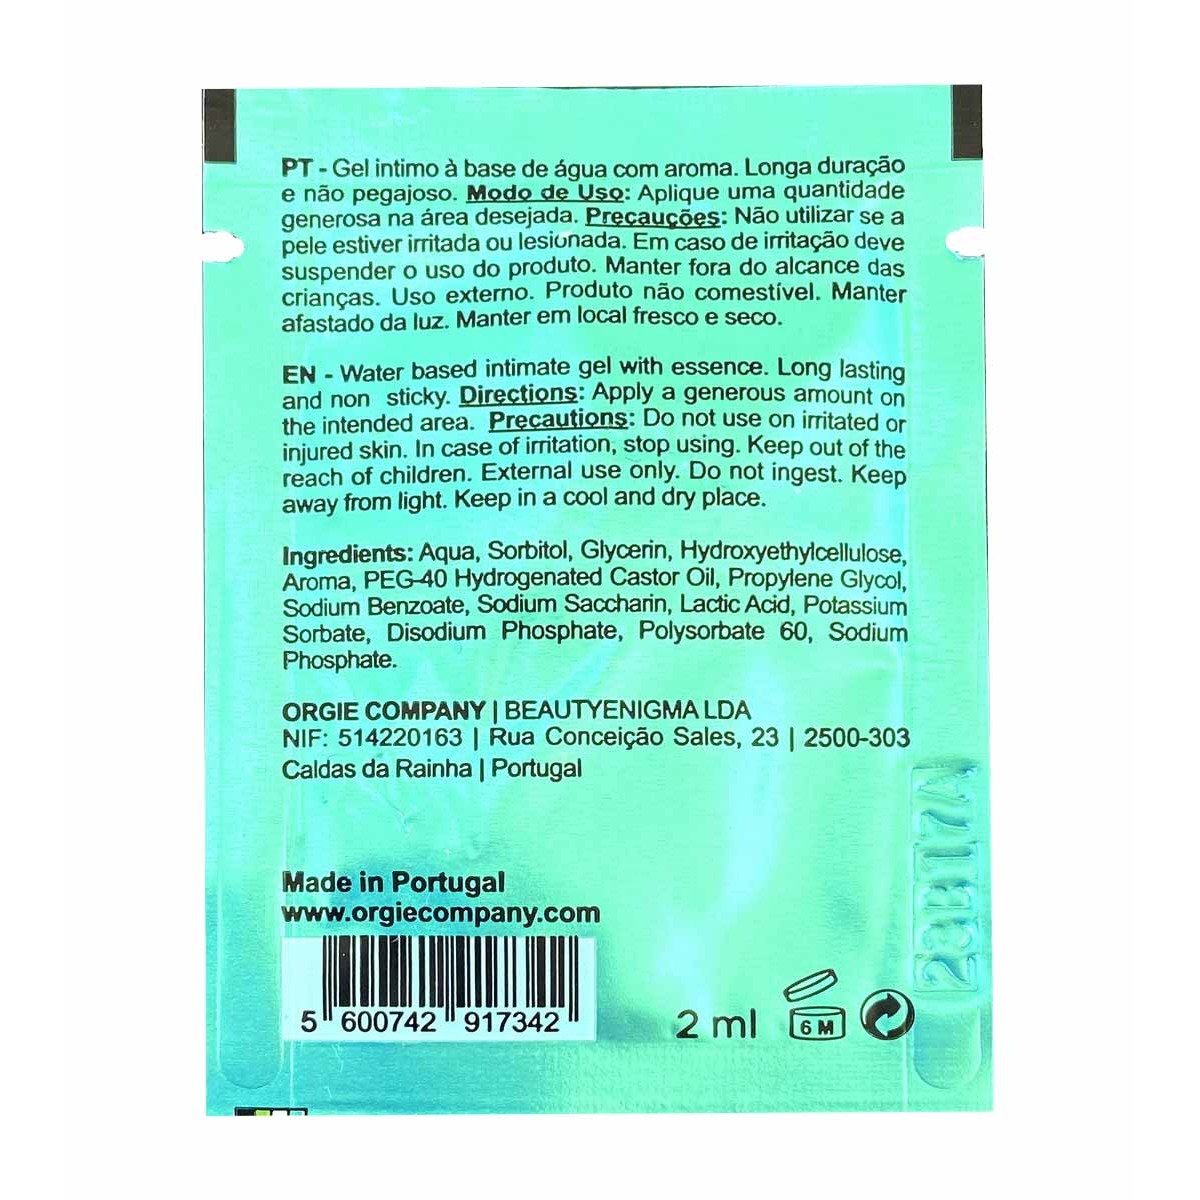 PT - Gel intimo à base de água com aroma. Longa duração
e não pegajoso. Modo de Uso: Aplique uma quantidade
generosa na área desejada. Precauções: Não utilizar se a
pele estiver irritada ou lesionada. Em caso de irritação deve
suspender o uso do produto. Manter fora do alcance das
crianças. Uso externo. Produto não comestível. Manter
afastado da luz. Manter em local fresco e seco.
EN - Water based intimate gel with essence. Long lasting
and non sticky. Directions: Apply a generous amount on
the intended area. Precautions: Do not use on irritated or
injured skin. In case of irritation, stop using. Keep out of the
reach of children. External use only. Do not ingest. Keep
away from light. Keep in a cool and dry place.
Ingredients: Aqua, Sorbitol, Glycerin, Hydroxyethylcellulose,
Aroma, PEG-40 Hydrogenated Castor Oil, Propylene Glycol,
Sodium Benzoate, Sodium Saccharin, Lactic Acid, Potassium
Sorbate, Disodium Phosphate, Polysorbate 60, Sodium
Phosphate.
ORGIE COMPANY | BEAUTYENIGMA LDA
NIF: 514220163 | Rua Conceição Sales, 23 | 2500-303
Caldas da Rainha | Portugal
Made in Portugal
www.orgiecompany.com
5 600742 917342
2 ml
6 M
23B17A